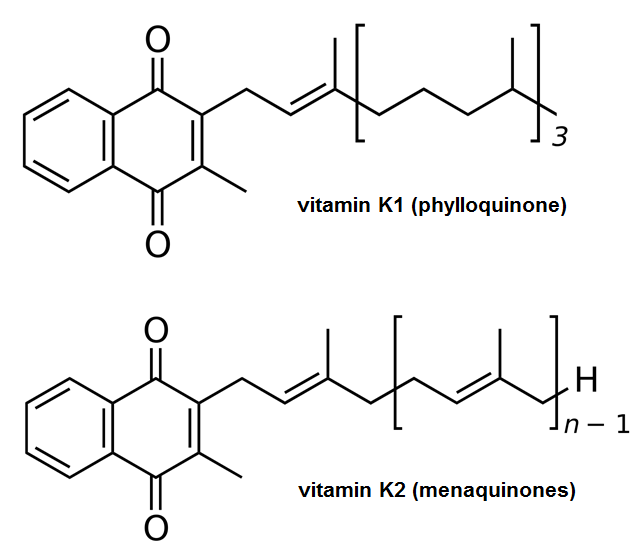 O
3
vitamin K1 (phylloquinone)
O
O
H
n − 1
vitamin K2 (menaquinones)
O